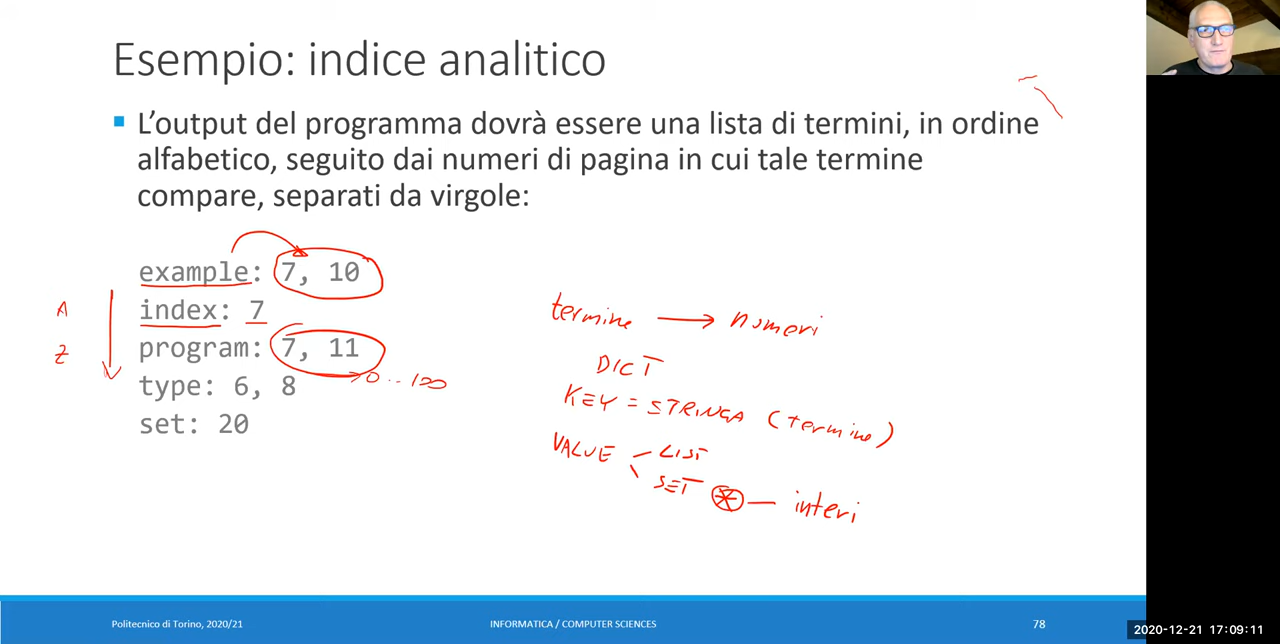 Esempio: indice analitico
L'output del programma dovrà essere una lista di termini, in ordine
alfabetico, seguito dai numeri di pagina in cui tale termine
compare, separati da virgole:
example: 7, 10
index: 7
program: 7, 11
type: 6, 8
set: 20
A
Z
termine → numeri
DICT
KEY = STRINGA (termine)
VALUE LIST
SET — interi
Politecnico di Torino, 2020/21
INFORMATICA / COMPUTER SCIENCES
78
2020-12-21 17:09:11